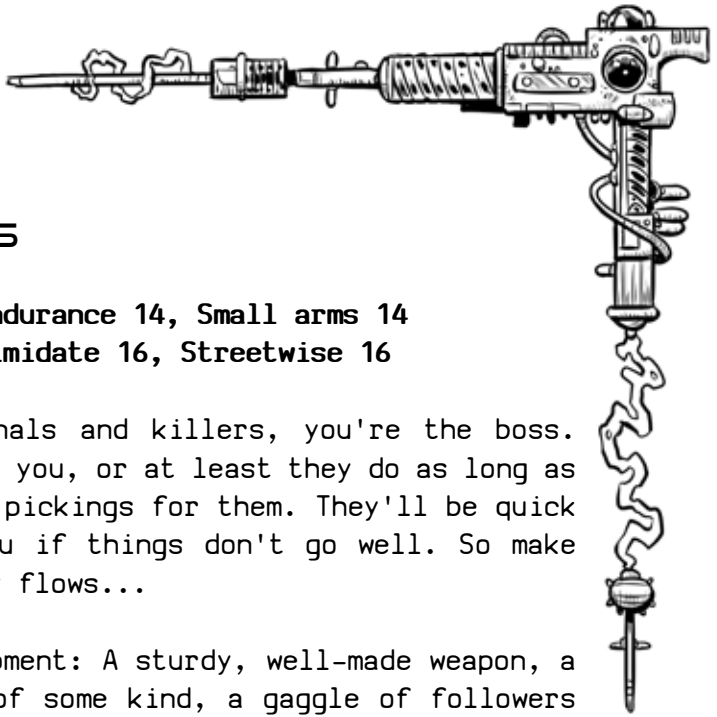 s
ndurance 14, Small arms 14
imidate 16, Streetwise 16
nals and killers, you're the boss.
you, or at least they do as long as
pickings for them. They'll be quick
u if things don't go well. So make
flows...
pment: A sturdy, well-made weapon, a
of some kind, a gaggle of followers